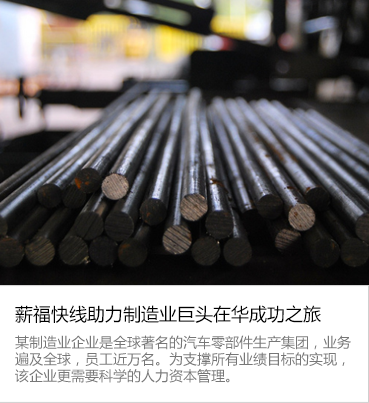 薪福快线助力制造业巨头在华成功之旅
某制造业企业是全球著名的汽车零部件生产集团，业务
遍及全球，员工近万名。为支撑所有业绩目标的实现，
该企业更需要科学的人力资本管理。